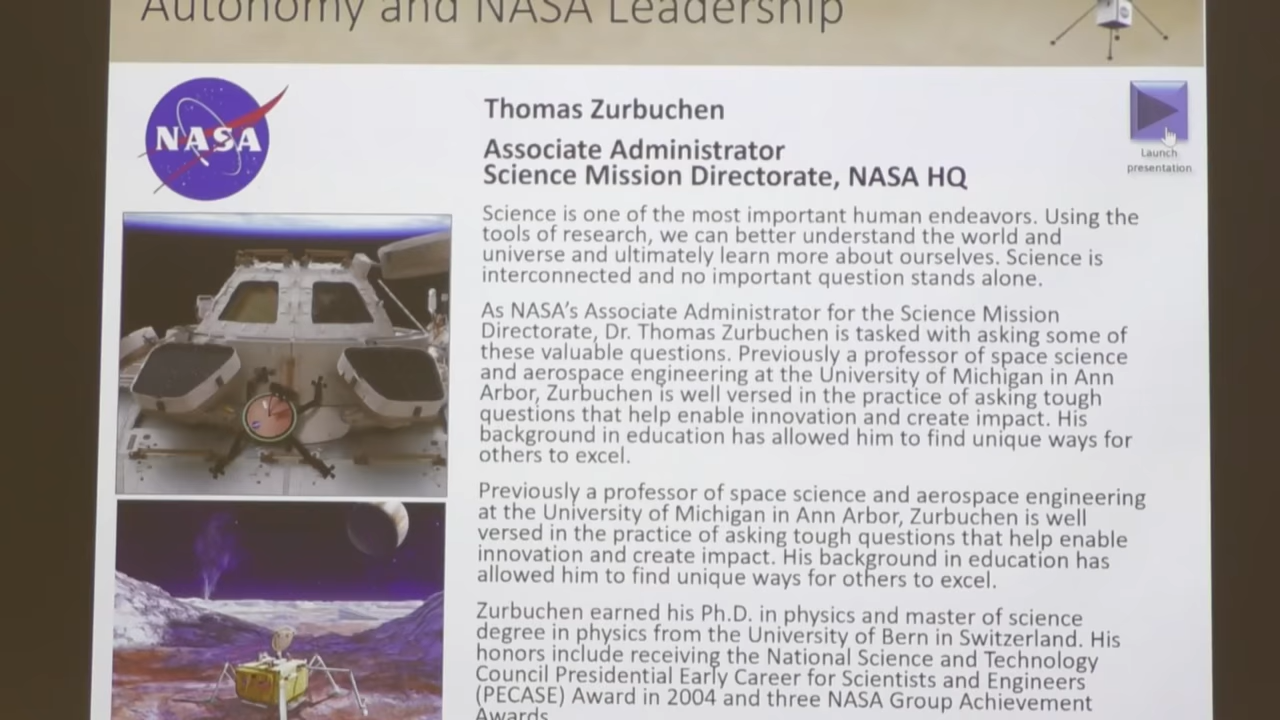 Autonomy and NASA Leadership
NASA
Thomas Zurbuchen
Associate Administrator
Science Mission Directorate, NASA HQ
Launch
presentation
Science is one of the most important human endeavors. Using the
tools of research, we can better understand the world and
universe and ultimately learn more about ourselves. Science is
interconnected and no important question stands alone.
As NASA's Associate Administrator for the Science Mission
Directorate, Dr. Thomas Zurbuchen is tasked with asking some of
these valuable questions. Previously a professor of space science
and aerospace engineering at the University of Michigan in Ann
Arbor, Zurbuchen is well versed in the practice of asking tough
questions that help enable innovation and create impact. His
background in education has allowed him to find unique ways for
others to excel.
Previously a professor of space science and aerospace engineering
at the University of Michigan in Ann Arbor, Zurbuchen is well
versed in the practice of asking tough questions that help enable
innovation and create impact. His background in education has
allowed him to find unique ways for others to excel.
Zurbuchen earned his Ph.D. in physics and master of science
degree in physics from the University of Bern in Switzerland. His
honors include receiving the National Science and Technology
Council Presidential Early Career for Scientists and Engineers
(PECASE) Award in 2004 and three NASA Group Achievement
Awards